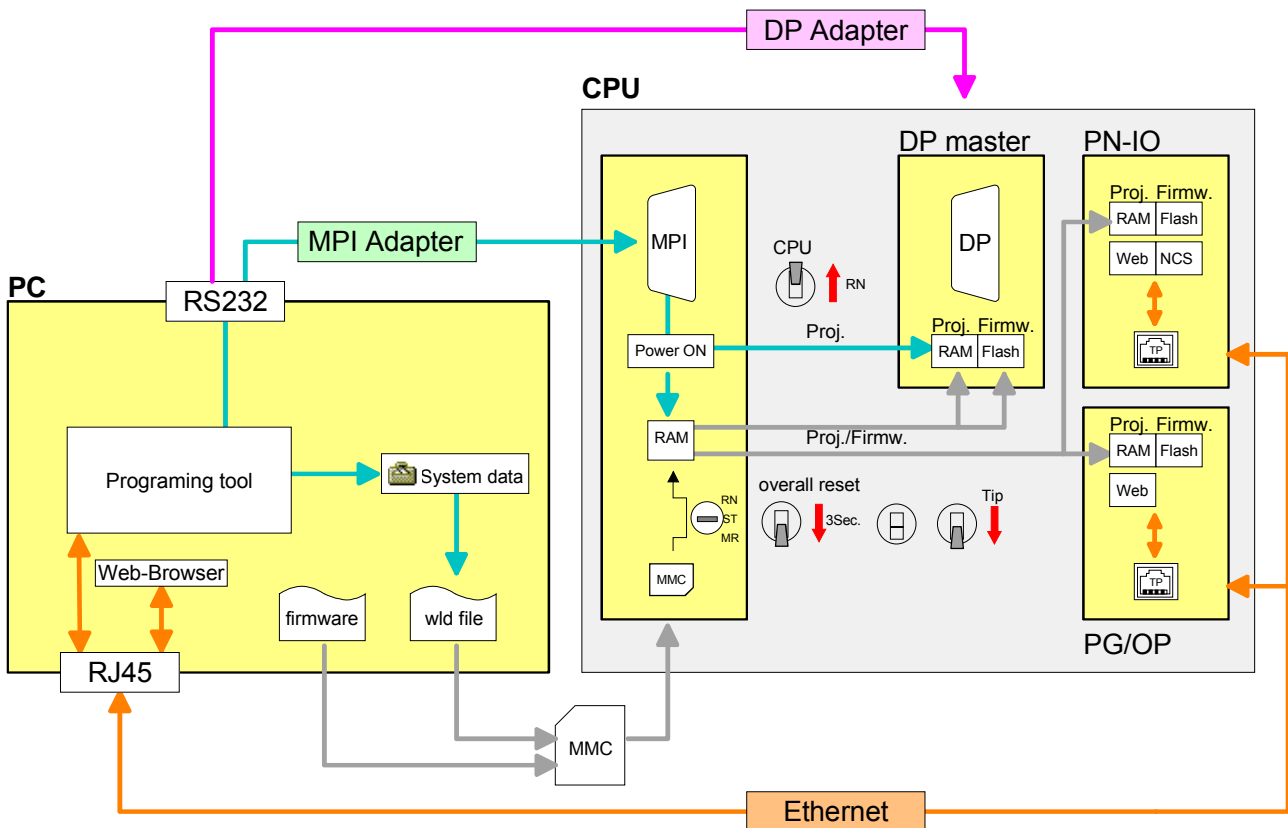 DP Adapter
CPU
DP master
PN-IO
Proj. Firmw.
RAM Flash
MPI Adapter
MPI
CPU
RN
DP
Web NCS
PC
RS232
Power ON
Proj.
Proj. Firmw.
RAM Flash
TP
RAM
Proj./Firmw.
Proj. Firmw.
RAM Flash
Programing tool
System data
Web
overall reset
3Sec.
Tip
RN
ST
MR
Web-Browser
MMC
TP
firmware
wld file
PG/OP
RJ45
MMC
Ethernet